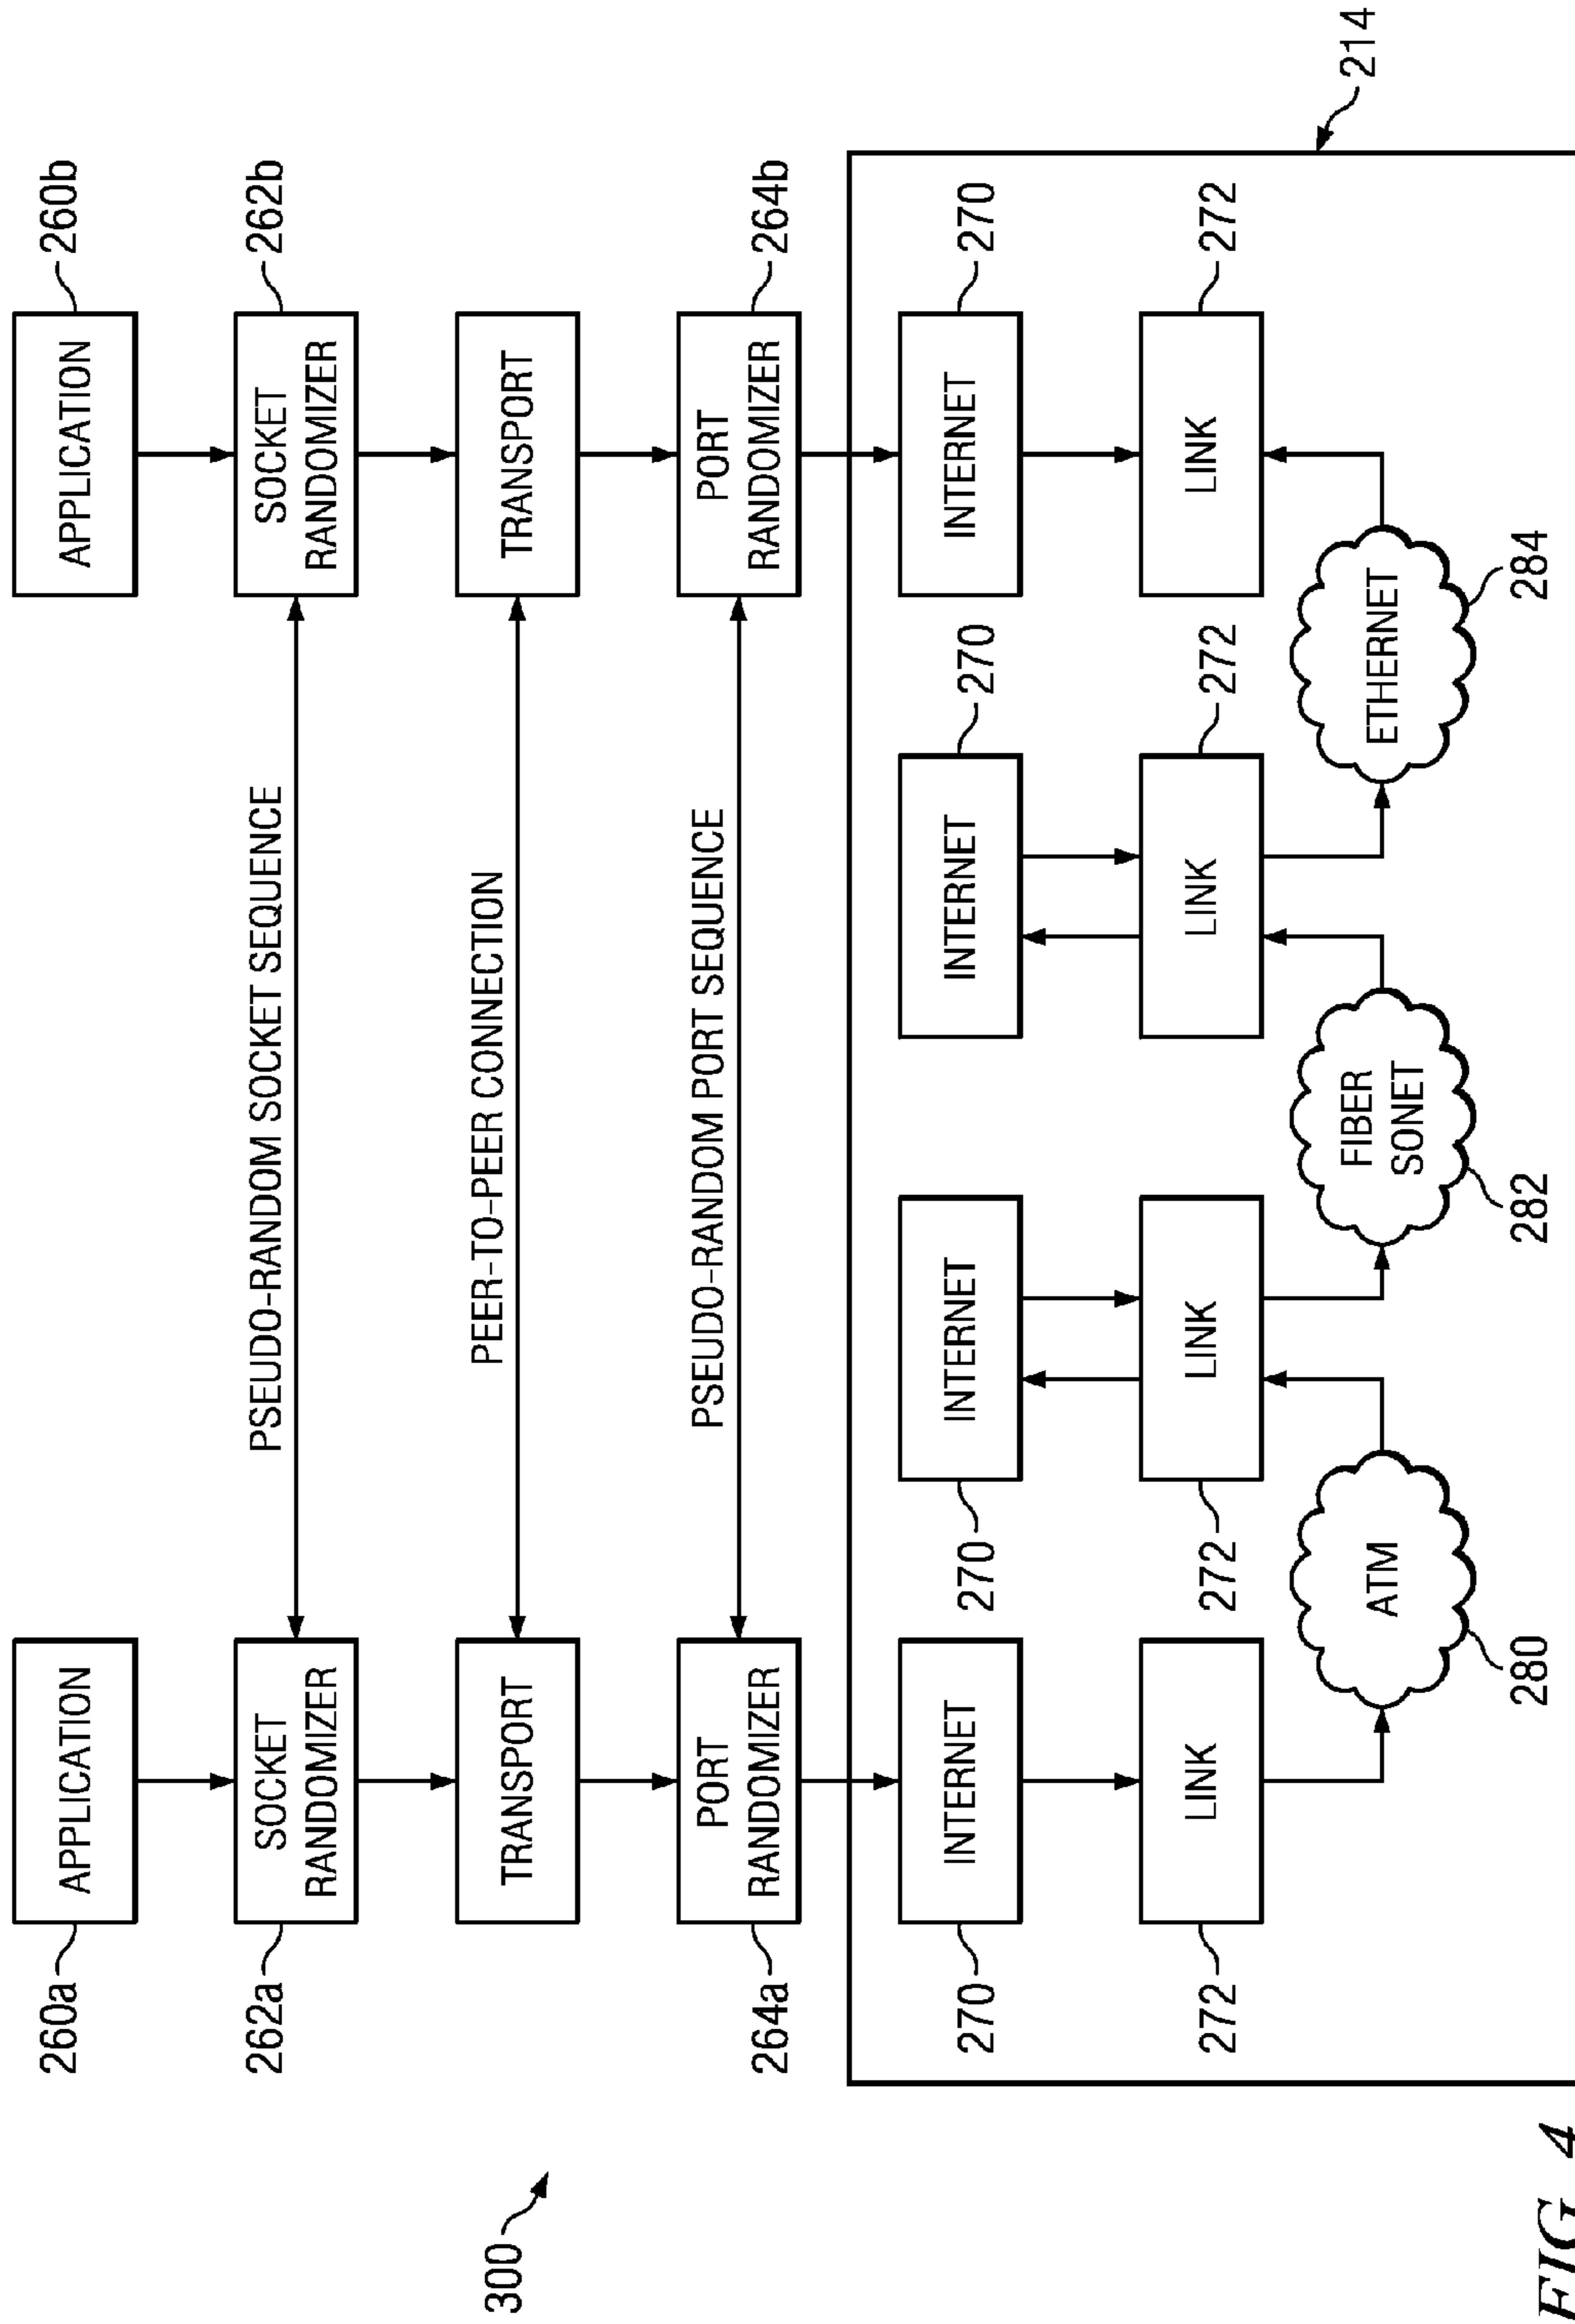 300
260a
APPLICATION
APPLICATION
260b
262a
SOCKET
RANDOMIZER
PSEUDO-RANDOM SOCKET SEQUENCE
SOCKET
RANDOMIZER
262b
TRANSPORT
PEER-TO-PEER CONNECTION
TRANSPORT
264a
PORT
RANDOMIZER
PSEUDO-RANDOM PORT SEQUENCE
PORT
RANDOMIZER
264b
214
270
INTERNET
270
INTERNET
INTERNET
270
INTERNET
270
272
LINK
272
LINK
LINK
272
LINK
272
ATM
280
FIBER
SONET
282
ETHERNET
284
FIG. 4